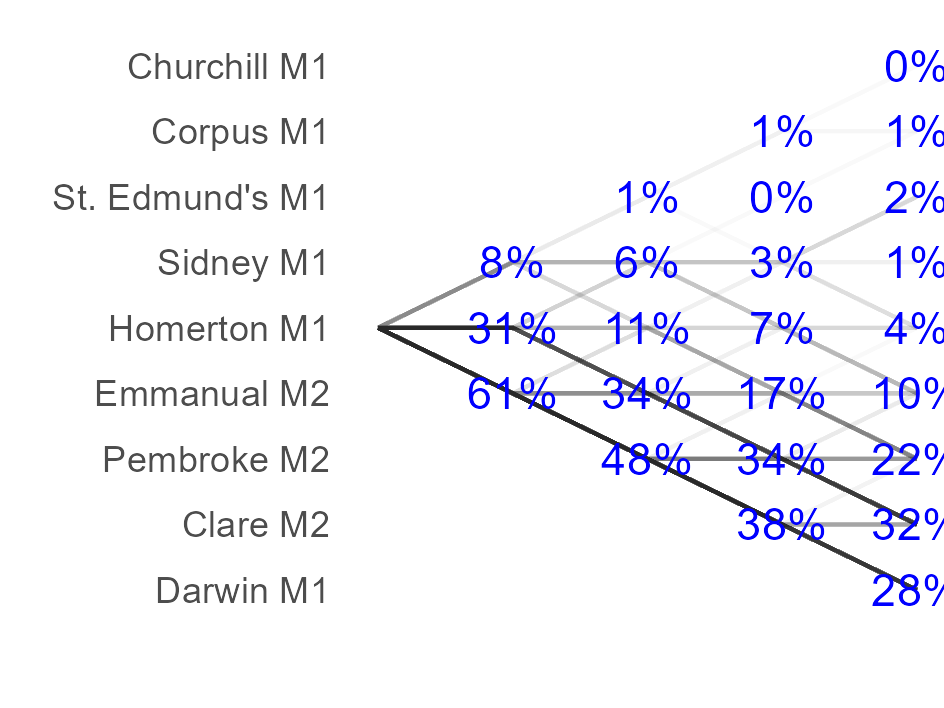 Churchill M1 0%
Corpus M1 1% 1%
St. Edmund's M1 1% 0% 2%
Sidney M1 8% 6% 3% 1%
Homerton M1 31% 11% 7% 4%
Emmanual M2 61% 34% 17% 10%
Pembroke M2 48% 34% 22%
Clare M2 38% 32%
Darwin M1 28%